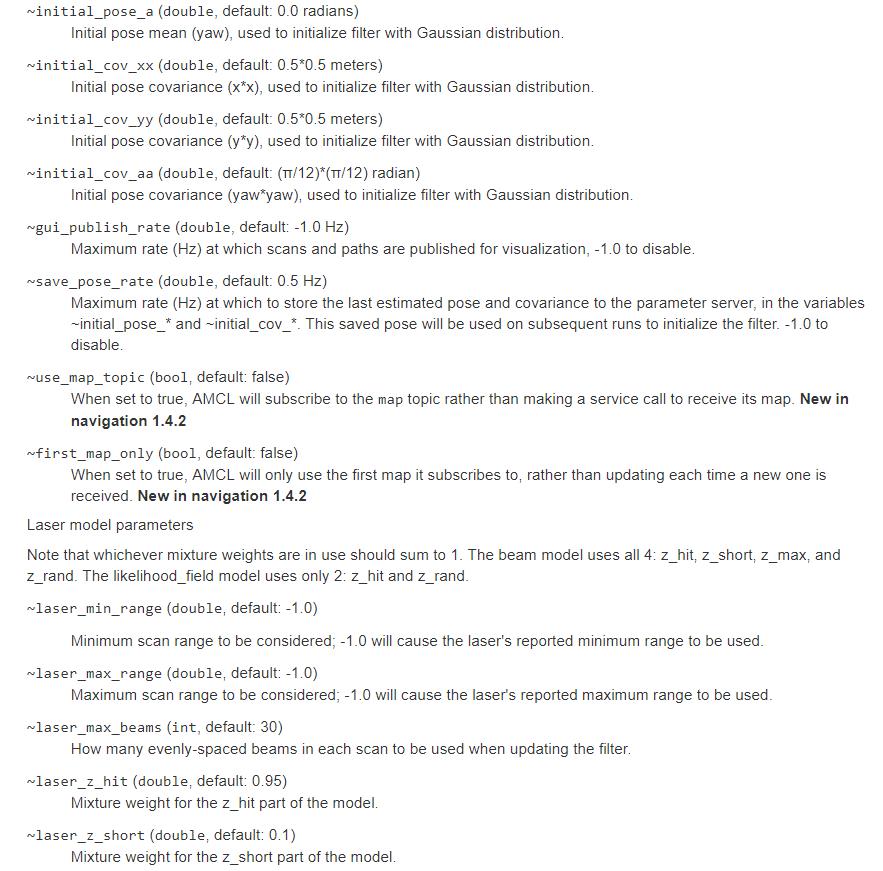 ~initial_pose_a (double, default: 0.0 radians)
Initial pose mean (yaw), used to initialize filter with Gaussian distribution.
~initial_cov_xx (double, default: 0.5*0.5 meters)
Initial pose covariance (x*x), used to initialize filter with Gaussian distribution.
~initial_cov_yy (double, default: 0.5*0.5 meters)
Initial pose covariance (y*y), used to initialize filter with Gaussian distribution.
~initial_cov_aa (double, default: (π/12)*(π/12) radian)
Initial pose covariance (yaw*yaw), used to initialize filter with Gaussian distribution.
~gui_publish_rate (double, default: -1.0 Hz)
Maximum rate (Hz) at which scans and paths are published for visualization, -1.0 to disable.
~save_pose_rate (double, default: 0.5 Hz)
Maximum rate (Hz) at which to store the last estimated pose and covariance to the parameter server, in the variables
~initial_pose_* and ~initial_cov_*. This saved pose will be used on subsequent runs to initialize the filter. -1.0 to
disable.
~use_map_topic (bool, default: false)
When set to true, AMCL will subscribe to the map topic rather than making a service call to receive its map. New in
navigation 1.4.2
~first_map_only (bool, default: false)
When set to true, AMCL will only use the first map it subscribes to, rather than updating each time a new one is
received. New in navigation 1.4.2
Laser model parameters
Note that whichever mixture weights are in use should sum to 1. The beam model uses all 4: z_hit, z_short, z_max, and
z_rand. The likelihood_field model uses only 2: z_hit and z_rand.
~laser_min_range (double, default: -1.0)
Minimum scan range to be considered; -1.0 will cause the laser's reported minimum range to be used.
~laser_max_range (double, default: -1.0)
Maximum scan range to be considered; -1.0 will cause the laser's reported maximum range to be used.
~laser_max_beams (int, default: 30)
How many evenly-spaced beams in each scan to be used when updating the filter.
~laser_z_hit (double, default: 0.95)
Mixture weight for the z_hit part of the model.
~laser_z_short (double, default: 0.1)
Mixture weight for the z_short part of the model.